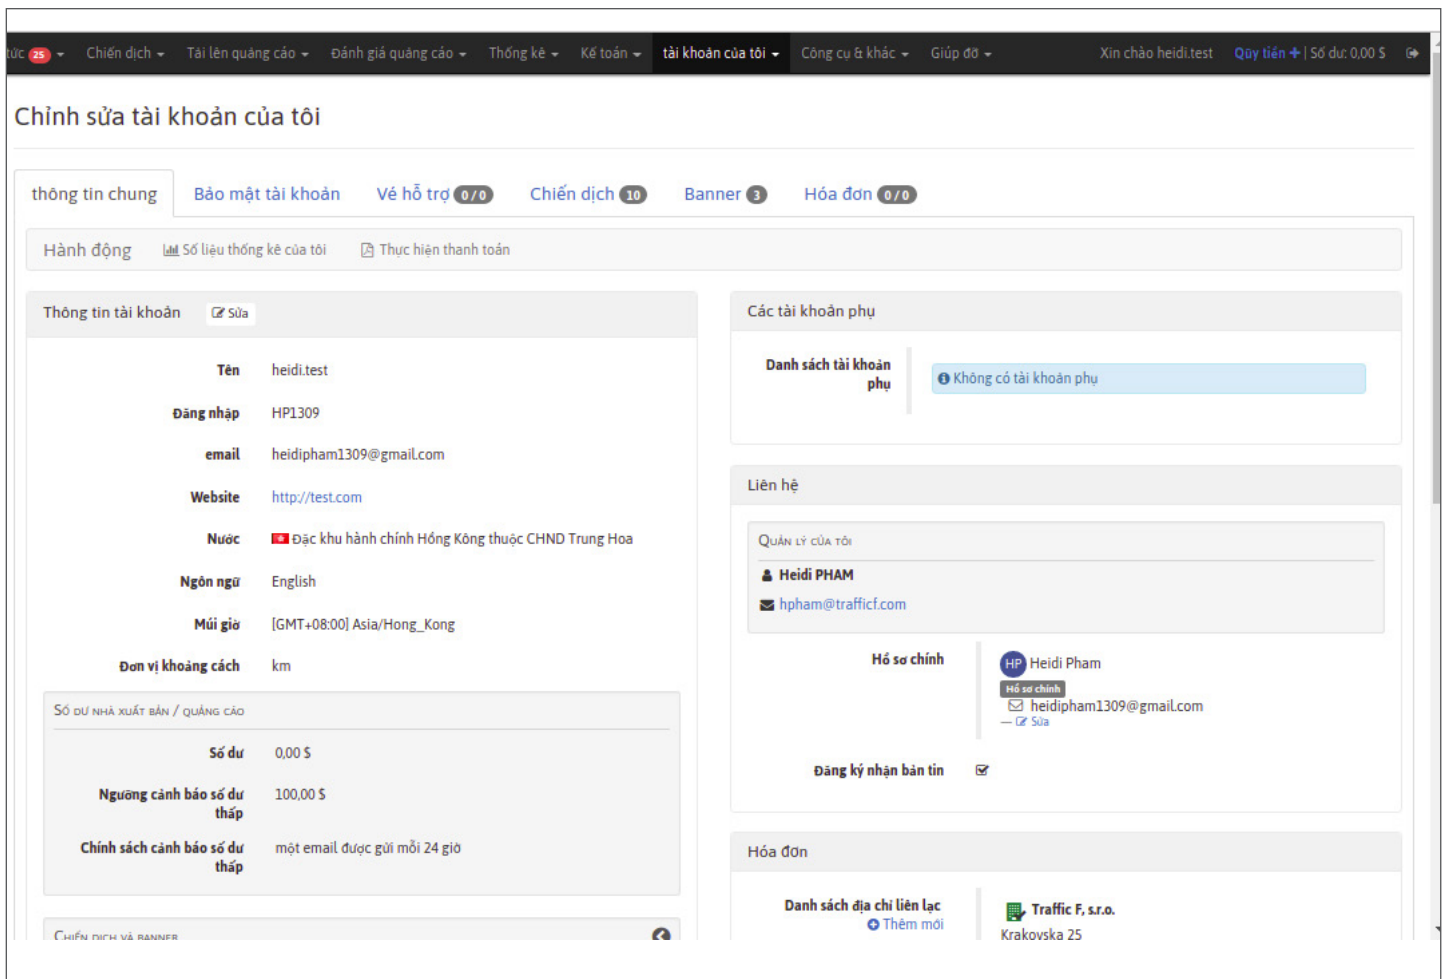 tức 25 Chiến dịch Tải lên quảng cáo Đánh giá quảng cáo Thống kê Kế toán tài khoản của tôi Công cụ & khác Giúp đỡ Xin chào heidi.test Qũy tiền + | Số dư: 0,00 $
Chỉnh sửa tài khoản của tôi
thông tin chung Bảo mật tài khoản Vé hỗ trợ 0 / 0 Chiến dịch 10 Banner 3 Hóa đơn 0 / 0
Hành động Số liệu thống kê của tôi Thực hiện thanh toán
Thông tin tài khoản Sửa
Tên heidi.test
Đăng nhập HP1309
email heidipham1309@gmail.com
Website http://test.com
Nước Đặc khu hành chính Hồng Kông thuộc CHND Trung Hoa
Ngôn ngữ English
Múi giờ [GMT+08:00] Asia/Hong_Kong
Đơn vị khoảng cách km
Số dư nhà xuất bản / quảng cáo
Số dư 0,00 $
Ngưỡng cảnh báo số dư
thấp
100,00 $
Chính sách cảnh báo số dư
thấp
một email được gửi mỗi 24 giờ
Chiến dịch và banner
Các tài khoản phụ
Danh sách tài khoản
phụ
Không có tài khoản phụ
Liên hệ
Quản lý của tôi
Heidi PHAM
hpham@trafficf.com
Hồ sơ chính HP Heidi Pham
Hồ sơ chính
heidipham1309@gmail.com
— Sửa
Đăng ký nhận bản tin
Hóa đơn
Danh sách địa chỉ liên lạc
Thêm mới
Traffic F, s.r.o.
Krakovska 25